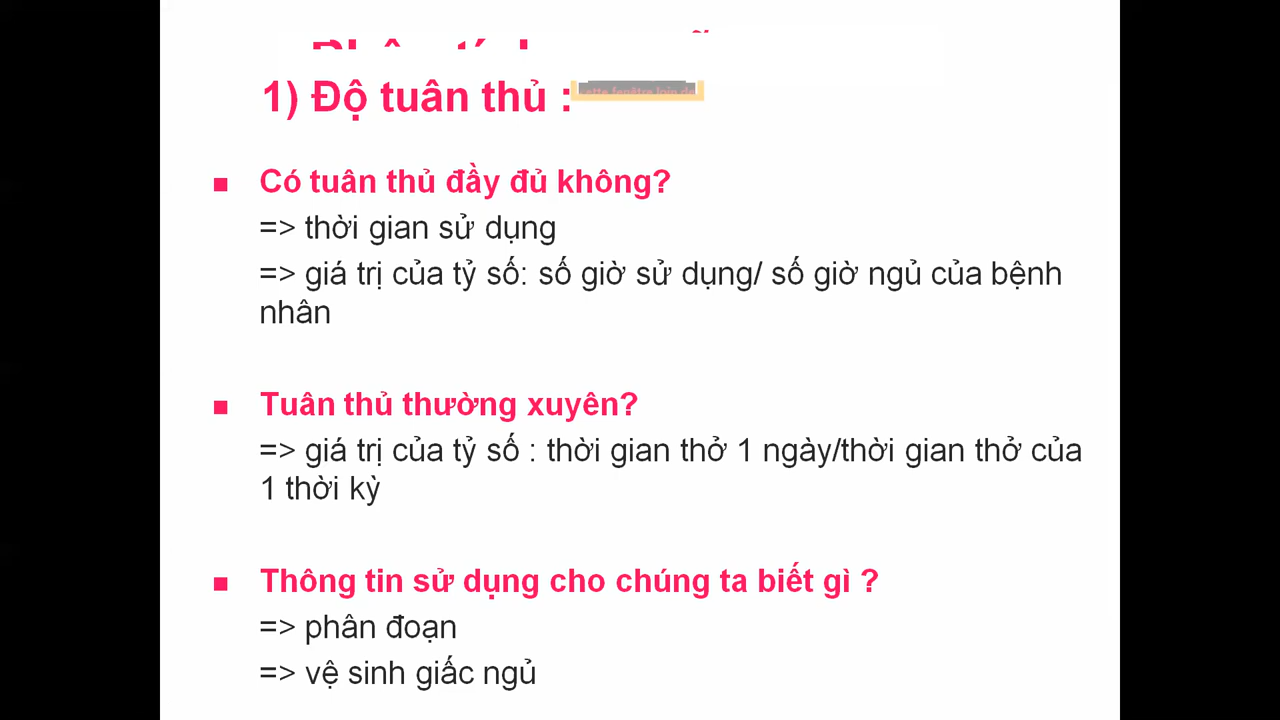 1) Độ tuân thủ :
Có tuân thủ đầy đủ không?
=> thời gian sử dụng
=> giá trị của tỷ số: số giờ sử dụng/ số giờ ngủ của bệnh
nhân
Tuân thủ thường xuyên?
=> giá trị của tỷ số : thời gian thở 1 ngày/thời gian thở của
1 thời kỳ
Thông tin sử dụng cho chúng ta biết gì ?
=> phân đoạn
=> vệ sinh giấc ngủ